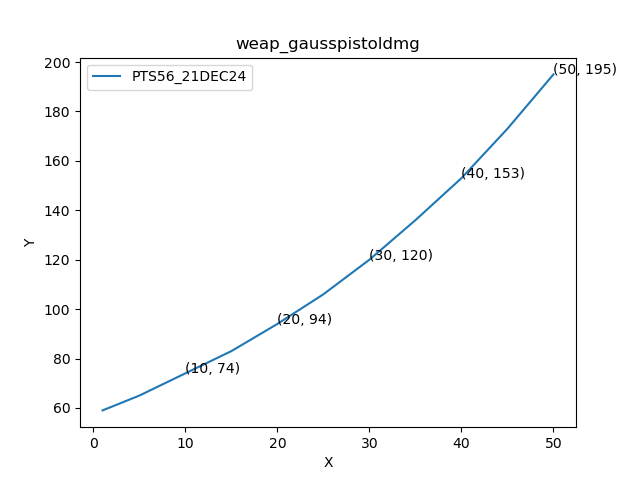 weap_gausspistoldmg
PTS56_21DEC24
200
180
160
140
120
100
80
60
Y
(50, 195)
(40, 153)
(30, 120)
(20, 94)
(10, 74)
0 10 20 30 40 50
X